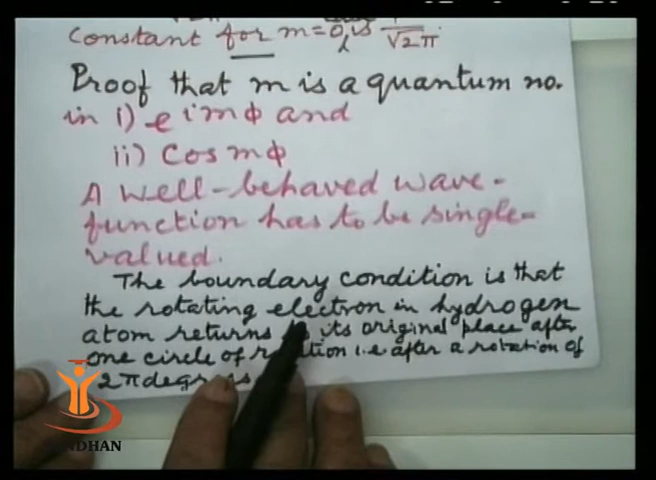 constant for m=0, is 1/√2π.
Proof that m is a quantum no.
in i) e imφ and
ii) cos mφ
A well-behaved wave-
function has to be single-
valued.
The boundary condition is that
the rotating electron in hydrogen
atom returns its original place after
one circle of i.e after a rotation of
2π